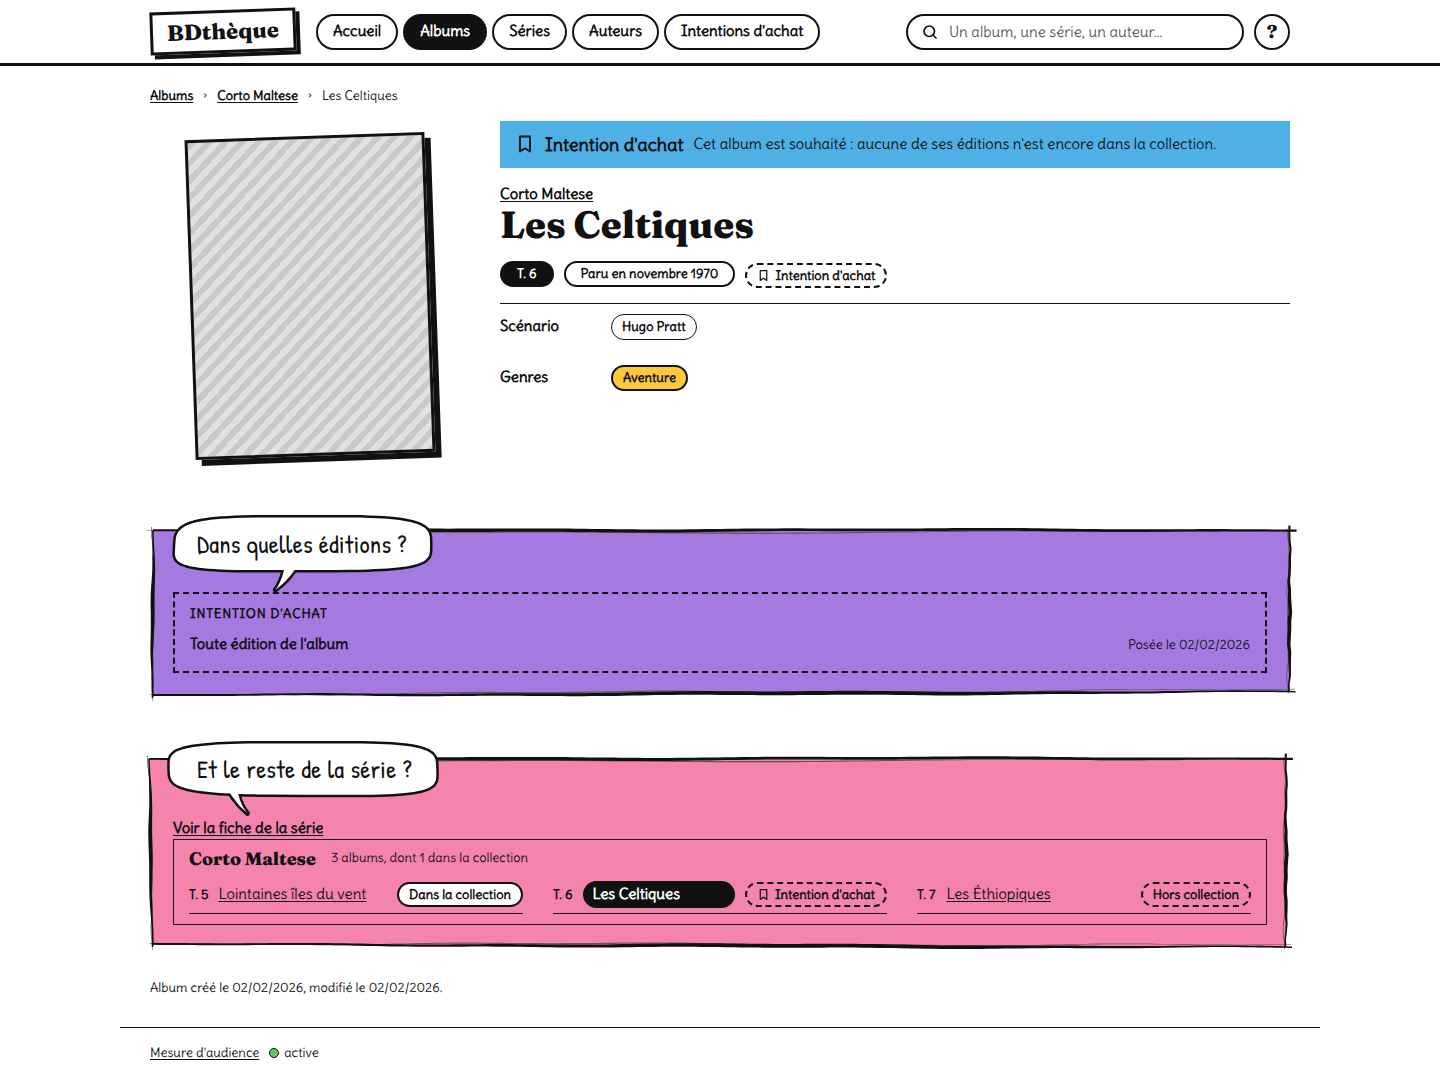 BDthèque
Accueil
Albums
Séries
Auteurs
Intentions d'achat
Un album, une série, un auteur…
?
Albums › Corto Maltese › Les Celtiques
Intention d'achat Cet album est souhaité : aucune de ses éditions n'est encore dans la collection.
Corto Maltese
Les Celtiques
T. 6
Paru en novembre 1970
Intention d'achat
Scénario
Hugo Pratt
Genres
Aventure
Dans quelles éditions ?
INTENTION D'ACHAT
Toute édition de l'album
Posée le 02/02/2026
Et le reste de la série ?
Voir la fiche de la série
Corto Maltese 3 albums, dont 1 dans la collection
T. 5 Lointaines îles du vent Dans la collection
T. 6 Les Celtiques Intention d'achat
T. 7 Les Éthiopiques Hors collection
Album créé le 02/02/2026, modifié le 02/02/2026.
Mesure d'audience active